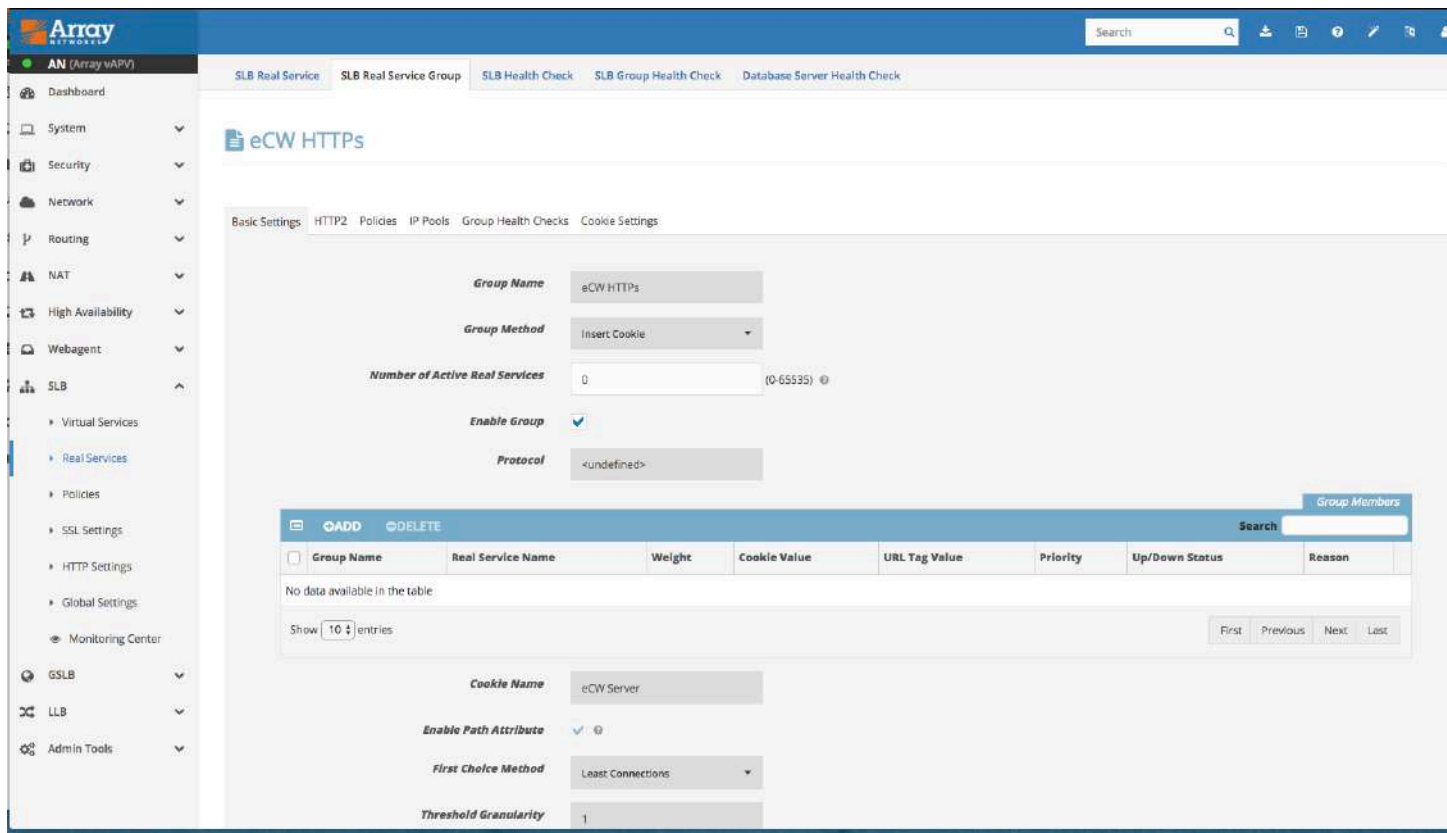 Array
NETWORKS
Search
AN (Array vAPV)
Dashboard
System
Security
Network
Routing
NAT
High Availability
Webagent
SLB
Virtual Services
Real Services
Policies
SSL Settings
HTTP Settings
Global Settings
Monitoring Center
GSLB
LLB
Admin Tools
SLB Real Service SLB Real Service Group SLB Health Check SLB Group Health Check Database Server Health Check
eCW HTTPs
Basic Settings HTTP2 Policies IP Pools Group Health Checks Cookie Settings
Group Name eCW HTTPs
Group Method Insert Cookie
Number of Active Real Services 0 (0-65535)
Enable Group
Protocol <undefined>
Group Members
ADD DELETE Search
Group Name Real Service Name Weight Cookie Value URL Tag Value Priority Up/Down Status Reason
No data available in the table
Show 10 entries First Previous Next Last
Cookie Name eCW Server
Enable Path Attribute
First Choice Method Least Connections
Threshold Granularity 1